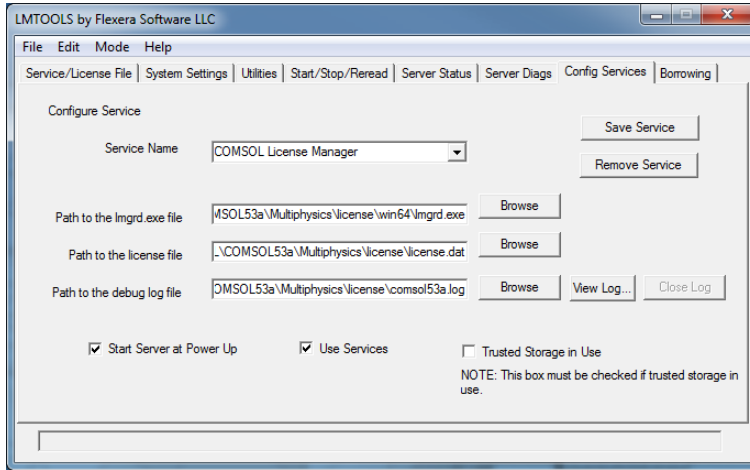 LMTOOLS by Flexera Software LLC
File Edit Mode Help
Service/License File System Settings Utilities Start/Stop/Reread Server Status Server Diags Config Services Borrowing
Configure Service
Save Service
Service Name COMSOL License Manager
Remove Service
Path to the lmgrd.exe file MSOL53a\Multiphysics\license\win64\lmgrd.exe Browse
Path to the license file _\COMSOL53a\Multiphysics\license\license.dat Browse
Path to the debug log file OMSOL53a\Multiphysics\license\comsol53a.log Browse View Log... Close Log
Start Server at Power Up Use Services Trusted Storage in Use
NOTE: This box must be checked if trusted storage in
use.